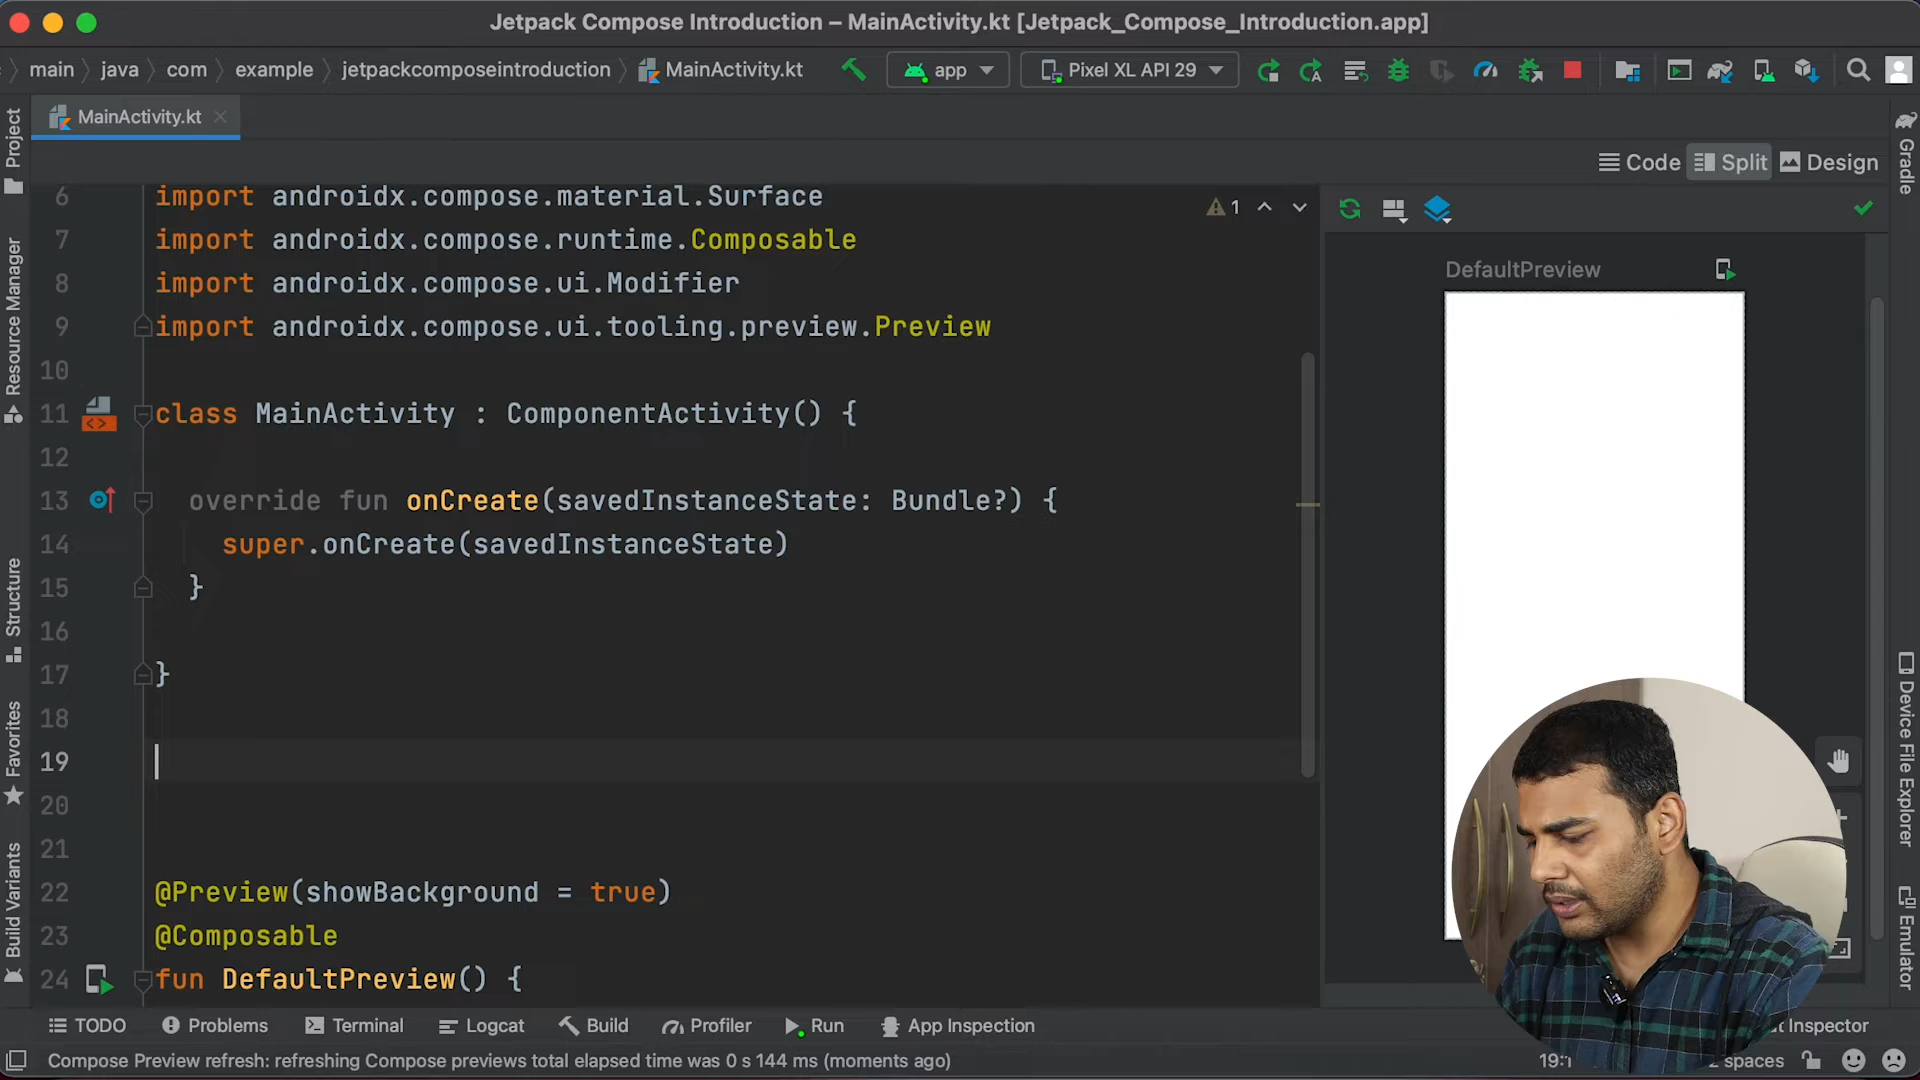 Jetpack Compose Introduction – MainActivity.kt [Jetpack_Compose_Introduction.app]
main java com example jetpackcomposeintroduction MainActivity.kt app Pixel XL API 29
MainActivity.kt
Code Split Design
Project
Resource Manager
Structure
Favorites
Build Variants
6 import androidx.compose.material.Surface
7 import androidx.compose.runtime.Composable
8 import androidx.compose.ui.Modifier
9 import androidx.compose.ui.tooling.preview.Preview
10
11 class MainActivity : ComponentActivity() {
12
13 override fun onCreate(savedInstanceState: Bundle?) {
14 super.onCreate(savedInstanceState)
15 }
16
17 }
18
19
20
21
22 @Preview(showBackground = true)
23 @Composable
24 fun DefaultPreview() {
1
DefaultPreview
Gradle
Device File Explorer
Emulator
TODO Problems Terminal Logcat Build Profiler Run App Inspection Inspector
Compose Preview refresh: refreshing Compose previews total elapsed time was 0 s 144 ms (moments ago) 19:1 spaces